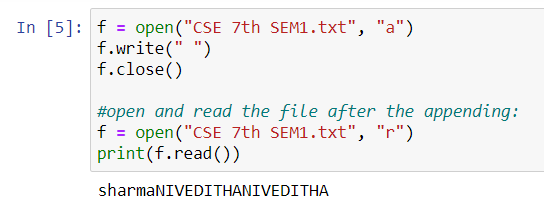 In [5]: f = open("CSE 7th SEM1.txt", "a")
f.write(" ")
f.close()
#open and read the file after the appending:
f = open("CSE 7th SEM1.txt", "r")
print(f.read())
sharmaNIVEDITHANIVEDITHA